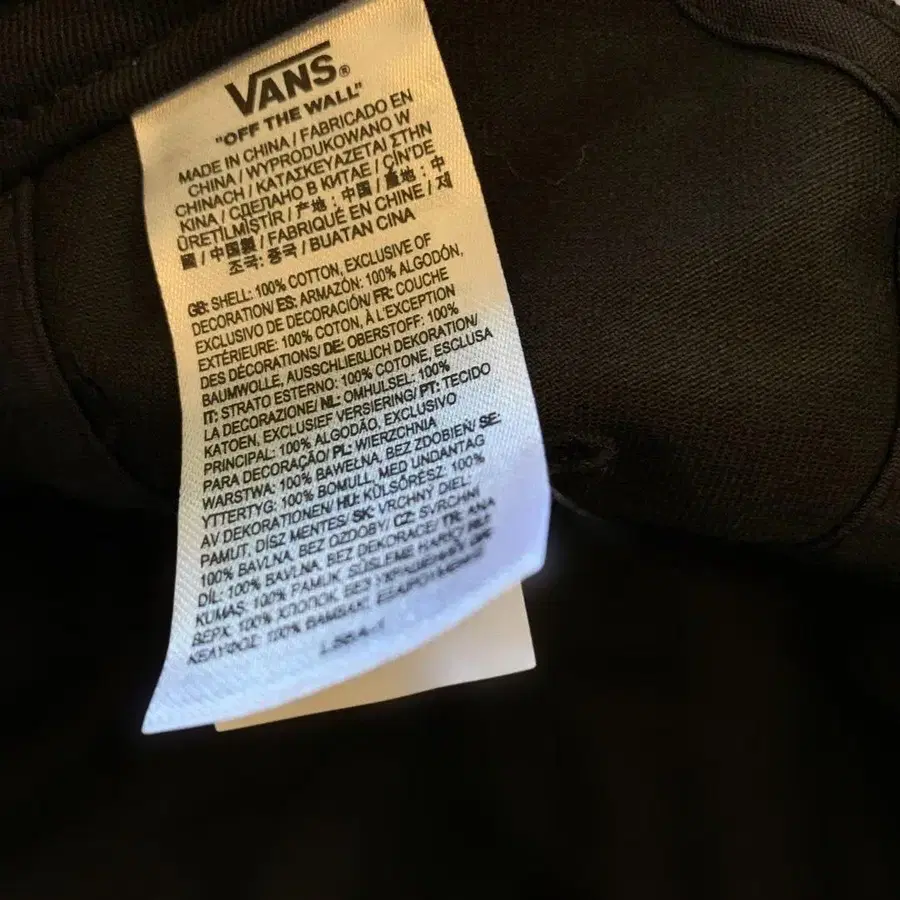 VANS®
"OFF THE WALL"
MADE IN CHINA / FABRICADO EN
CHINA / WYPRODUKOWANO W
CHINACH / ΚΑΤΑΣΚΕΥΑΖΕΤΑΙ ΣΤΗΝ
ΚΙΝΑ / СДЕЛАНО В КИТАЕ / ÇİN'DE
ÜRETİLMİŞTİR / 产地 : 中国 / 產地 : 中
國 / 中国製 / FABRIQUÉ EN CHINE / 제
조국: 중국 / BUATAN CINA
GB: SHELL: 100% COTTON, EXCLUSIVE OF
DECORATION/ ES: ARMAZÓN: 100% ALGODÓN,
EXCLUSIVO DE DECORACIÓN/ FR: COUCHE
EXTÉRIEURE: 100% COTON, À L'EXCEPTION
DES DÉCORATIONS/ DE: OBERSTOFF: 100%
BAUMWOLLE, AUSSCHLIEßLICH DEKORATION/
IT: STRATO ESTERNO: 100% COTONE, ESCLUSA
LA DECORAZIONE/ NL: OMHULSEL: 100%
KATOEN, EXCLUSIEF VERSIERING/ PT: TECIDO
PRINCIPAL: 100% ALGODÃO, EXCLUSIVO
PARA DECORAÇÃO/ PL: WIERZCHNIA
WARSTWA: 100% BAWEŁNA, BEZ ZDOBIEŃ/ SE:
YTTERTYG: 100% BOMULL, MED UNDANTAG
AV DEKORATIONEN/ HU: KÜLSŐRÉSZ: 100%
PAMUT, DÍSZ MENTES/ SK: VRCHNÝ DIEL:
100% BAVLNA, BEZ OZDOBY/ CZ: SVRCHNÍ
DÍL: 100% BAVLNA, BEZ DEKORACE/ TR: ANA
KUMAŞ: 100% PAMUK, SÜSLEME HARİÇ/
ВЕРХ: 100% ХЛОПОК, БЕЗ
ΚΕΛΥΦΟΣ: 100% ΒΑΜΒΑΚΙ,